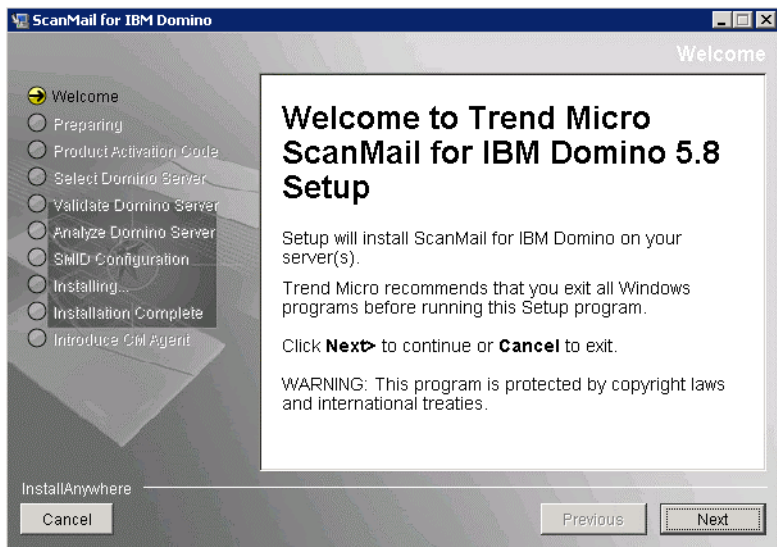 ScanMail for IBM Domino
Welcome
Welcome
Preparing
Product Activation Code
Select Domino Server
Validate Domino Server
Analyze Domino Server
SMID Configuration
Installing...
Installation Complete
Introduce CM Agent
Welcome to Trend Micro
ScanMail for IBM Domino 5.8
Setup
Setup will install ScanMail for IBM Domino on your
server(s).
Trend Micro recommends that you exit all Windows
programs before running this Setup program.
Click Next> to continue or Cancel to exit.
WARNING: This program is protected by copyright laws
and international treaties.
InstallAnywhere
Cancel
Previous
Next